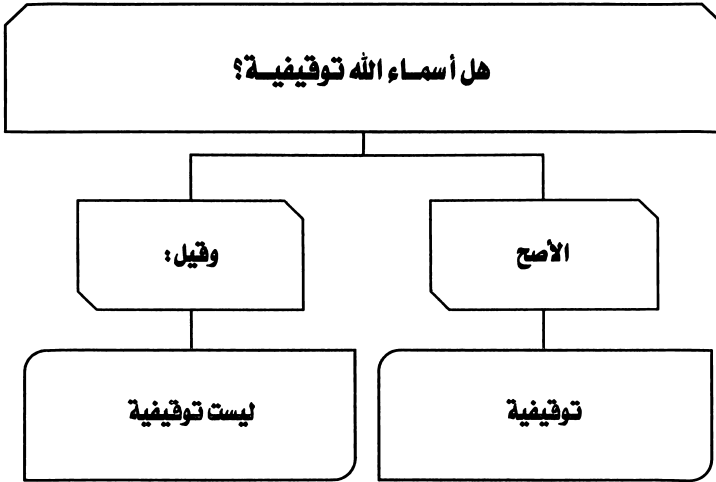 هل أسماء الله توقيفية؟
الأصح
وقيل:
توقيفية
ليست توقيفية